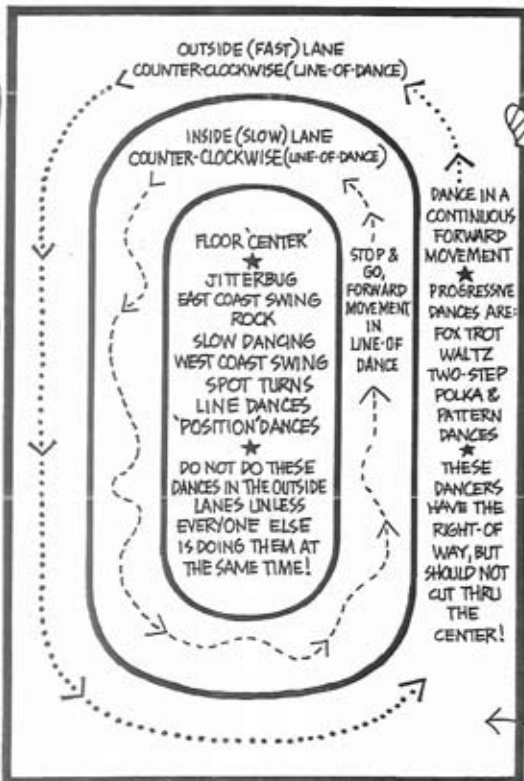 OUTSIDE (FAST) LANE
COUNTER-CLOCKWISE (LINE-OF-DANCE)
INSIDE (SLOW) LANE
COUNTER-CLOCKWISE (LINE-OF-DANCE)
FLOOR 'CENTER'
★
JITTERBUG
EAST COAST SWING
ROCK
SLOW DANCING
WEST COAST SWING
SPOT TURNS
LINE DANCES
'POSITION' DANCES
★
DO NOT DO THESE
DANCES IN THE OUTSIDE
LANES UNLESS
EVERYONE ELSE
IS DOING THEM AT
THE SAME TIME!
STOP &
GO,
FORWARD
MOVEMENT
IN
LINE-OF
DANCE
DANCE IN A
CONTINUOUS
FORWARD
MOVEMENT
★
PROGRESSIVE
DANCES ARE:
FOX TROT
WALTZ
TWO-STEP
POLKA &
PATTERN
DANCES
★
THESE
DANCERS
HAVE THE
RIGHT-OF
WAY, BUT
SHOULD NOT
CUT THRU
THE
CENTER!